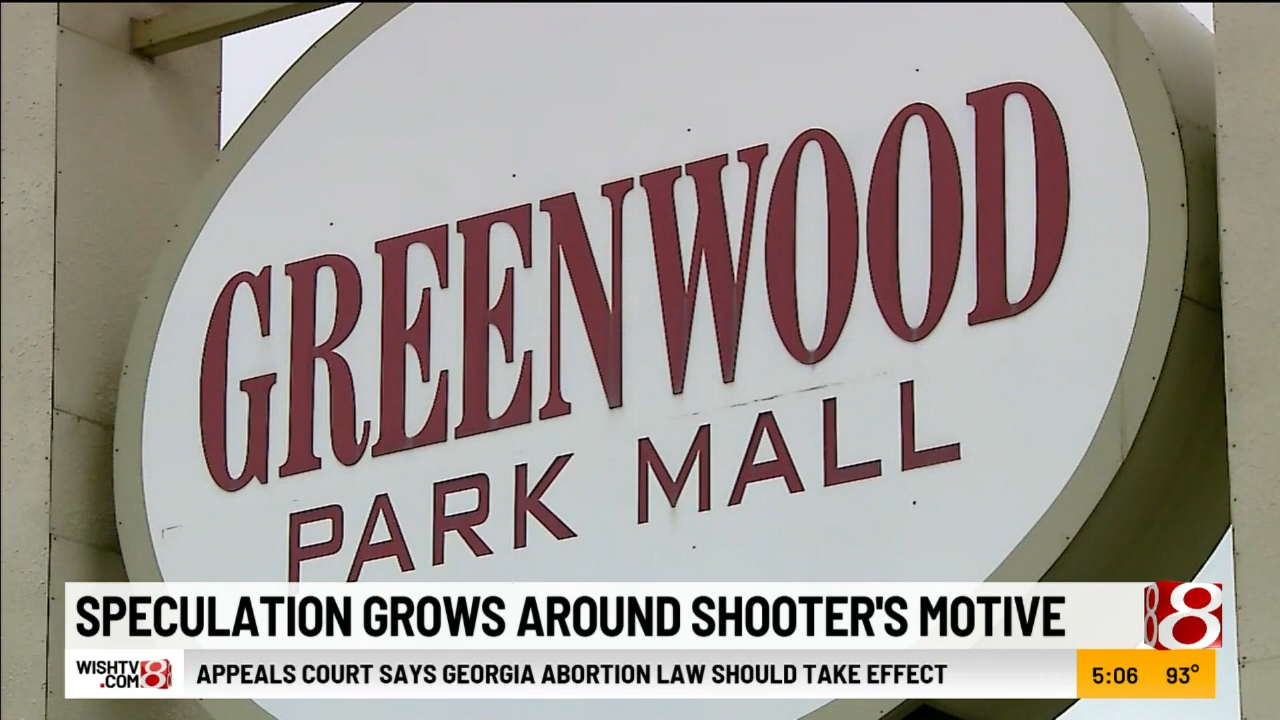 GREENWOOD
PARK MALL
SPECULATION GROWS AROUND SHOOTER'S MOTIVE
8
WISHTV
.COM 8
APPEALS COURT SAYS GEORGIA ABORTION LAW SHOULD TAKE EFFECT
5:06 93°